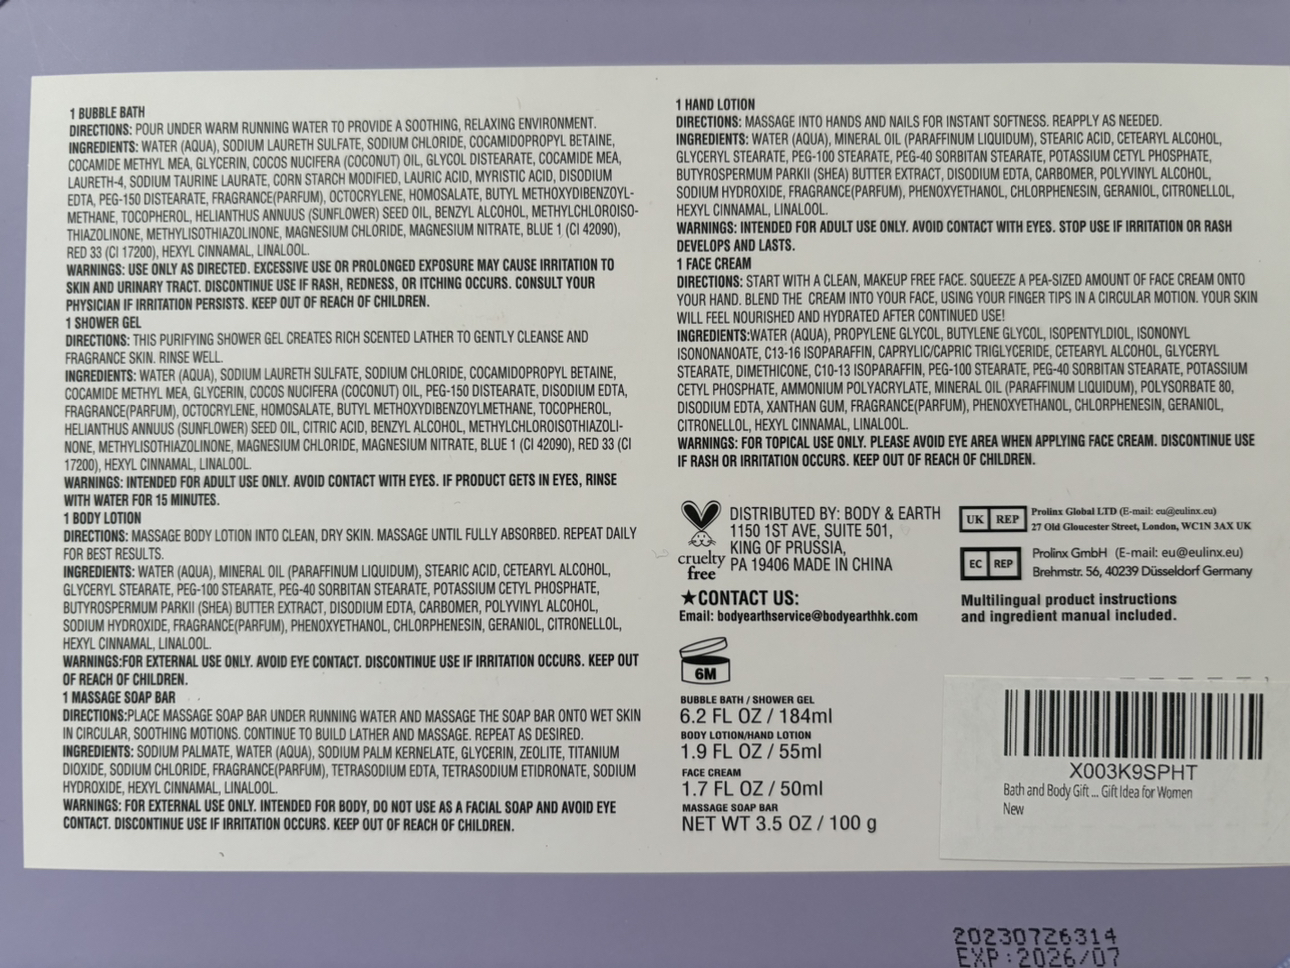 1 BUBBLE BATH
DIRECTIONS: POUR UNDER WARM RUNNING WATER TO PROVIDE A SOOTHING, RELAXING ENVIRONMENT.
INGREDIENTS: WATER (AQUA), SODIUM LAURETH SULFATE, SODIUM CHLORIDE, COCAMIDOPROPYL BETAINE,
COCAMIDE METHYL MEA, GLYCERIN, COCOS NUCIFERA (COCONUT) OIL, GLYCOL DISTEARATE, COCAMIDE MEA,
LAURETH-4, SODIUM TAURINE LAURATE, CORN STARCH MODIFIED, LAURIC ACID, MYRISTIC ACID, DISODIUM
EDTA, PEG-150 DISTEARATE, FRAGRANCE(PARFUM), OCTOCRYLENE, HOMOSALATE, BUTYL METHOXYDIBENZOYL-
METHANE, TOCOPHEROL, HELIANTHUS ANNUUS (SUNFLOWER) SEED OIL, BENZYL ALCOHOL, METHYLCHLOROISO-
THIAZOLINONE, METHYLISOTHIAZOLINONE, MAGNESIUM CHLORIDE, MAGNESIUM NITRATE, BLUE 1 (CI 42090),
RED 33 (CI 17200), HEXYL CINNAMAL, LINALOOL.
WARNINGS: USE ONLY AS DIRECTED. EXCESSIVE USE OR PROLONGED EXPOSURE MAY CAUSE IRRITATION TO
SKIN AND URINARY TRACT. DISCONTINUE USE IF RASH, REDNESS, OR ITCHING OCCURS. CONSULT YOUR
PHYSICIAN IF IRRITATION PERSISTS. KEEP OUT OF REACH OF CHILDREN.
1 SHOWER GEL
DIRECTIONS: THIS PURIFYING SHOWER GEL CREATES RICH SCENTED LATHER TO GENTLY CLEANSE AND
FRAGRANCE SKIN. RINSE WELL.
INGREDIENTS: WATER (AQUA), SODIUM LAURETH SULFATE, SODIUM CHLORIDE, COCAMIDOPROPYL BETAINE,
COCAMIDE METHYL MEA, GLYCERIN, COCOS NUCIFERA (COCONUT) OIL, PEG-150 DISTEARATE, DISODIUM EDTA,
FRAGRANCE(PARFUM), OCTOCRYLENE, HOMOSALATE, BUTYL METHOXYDIBENZOYLMETHANE, TOCOPHEROL,
HELIANTHUS ANNUUS (SUNFLOWER) SEED OIL, CITRIC ACID, BENZYL ALCOHOL, METHYLCHLOROISOTHIAZOLI-
NONE, METHYLISOTHIAZOLINONE, MAGNESIUM CHLORIDE, MAGNESIUM NITRATE, BLUE 1 (CI 42090), RED 33 (CI
17200), HEXYL CINNAMAL, LINALOOL.
WARNINGS: INTENDED FOR ADULT USE ONLY. AVOID CONTACT WITH EYES. IF PRODUCT GETS IN EYES, RINSE
WITH WATER FOR 15 MINUTES.
1 BODY LOTION
DIRECTIONS: MASSAGE BODY LOTION INTO CLEAN, DRY SKIN. MASSAGE UNTIL FULLY ABSORBED. REPEAT DAILY
FOR BEST RESULTS.
INGREDIENTS: WATER (AQUA), MINERAL OIL (PARAFFINUM LIQUIDUM), STEARIC ACID, CETEARYL ALCOHOL,
GLYCERYL STEARATE, PEG-100 STEARATE, PEG-40 SORBITAN STEARATE, POTASSIUM CETYL PHOSPHATE,
BUTYROSPERMUM PARKII (SHEA) BUTTER EXTRACT, DISODIUM EDTA, CARBOMER, POLYVINYL ALCOHOL,
SODIUM HYDROXIDE, FRAGRANCE(PARFUM), PHENOXYETHANOL, CHLORPHENESIN, GERANIOL, CITRONELLOL,
HEXYL CINNAMAL, LINALOOL.
WARNINGS:FOR EXTERNAL USE ONLY. AVOID EYE CONTACT. DISCONTINUE USE IF IRRITATION OCCURS. KEEP OUT
OF REACH OF CHILDREN.
1 MASSAGE SOAP BAR
DIRECTIONS:PLACE MASSAGE SOAP BAR UNDER RUNNING WATER AND MASSAGE THE SOAP BAR ONTO WET SKIN
IN CIRCULAR, SOOTHING MOTIONS. CONTINUE TO BUILD LATHER AND MASSAGE. REPEAT AS DESIRED.
INGREDIENTS: SODIUM PALMATE, WATER (AQUA), SODIUM PALM KERNELATE, GLYCERIN, ZEOLITE, TITANIUM
DIOXIDE, SODIUM CHLORIDE, FRAGRANCE(PARFUM), TETRASODIUM EDTA, TETRASODIUM ETIDRONATE, SODIUM
HYDROXIDE, HEXYL CINNAMAL, LINALOOL.
WARNINGS: FOR EXTERNAL USE ONLY. INTENDED FOR BODY, DO NOT USE AS A FACIAL SOAP AND AVOID EYE
CONTACT. DISCONTINUE USE IF IRRITATION OCCURS. KEEP OUT OF REACH OF CHILDREN.
1 HAND LOTION
DIRECTIONS: MASSAGE INTO HANDS AND NAILS FOR INSTANT SOFTNESS. REAPPLY AS NEEDED.
INGREDIENTS: WATER (AQUA), MINERAL OIL (PARAFFINUM LIQUIDUM), STEARIC ACID, CETEARYL ALCOHOL,
GLYCERYL STEARATE, PEG-100 STEARATE, PEG-40 SORBITAN STEARATE, POTASSIUM CETYL PHOSPHATE,
BUTYROSPERMUM PARKII (SHEA) BUTTER EXTRACT, DISODIUM EDTA, CARBOMER, POLYVINYL ALCOHOL,
SODIUM HYDROXIDE, FRAGRANCE(PARFUM), PHENOXYETHANOL, CHLORPHENESIN, GERANIOL, CITRONELLOL,
HEXYL CINNAMAL, LINALOOL.
WARNINGS: INTENDED FOR ADULT USE ONLY. AVOID CONTACT WITH EYES. STOP USE IF IRRITATION OR RASH
DEVELOPS AND LASTS.
1 FACE CREAM
DIRECTIONS: START WITH A CLEAN, MAKEUP FREE FACE. SQUEEZE A PEA-SIZED AMOUNT OF FACE CREAM ONTO
YOUR HAND. BLEND THE CREAM INTO YOUR FACE, USING YOUR FINGER TIPS IN A CIRCULAR MOTION. YOUR SKIN
WILL FEEL NOURISHED AND HYDRATED AFTER CONTINUED USE!
INGREDIENTS:WATER (AQUA), PROPYLENE GLYCOL, BUTYLENE GLYCOL, ISOPENTYLDIOL, ISONONYL
ISONONANOATE, C13-16 ISOPARAFFIN, CAPRYLIC/CAPRIC TRIGLYCERIDE, CETEARYL ALCOHOL, GLYCERYL
STEARATE, DIMETHICONE, C10-13 ISOPARAFFIN, PEG-100 STEARATE, PEG-40 SORBITAN STEARATE, POTASSIUM
CETYL PHOSPHATE, AMMONIUM POLYACRYLATE, MINERAL OIL (PARAFFINUM LIQUIDUM), POLYSORBATE 80,
DISODIUM EDTA, XANTHAN GUM, FRAGRANCE(PARFUM), PHENOXYETHANOL, CHLORPHENESIN, GERANIOL,
CITRONELLOL, HEXYL CINNAMAL, LINALOOL.
WARNINGS: FOR TOPICAL USE ONLY. PLEASE AVOID EYE AREA WHEN APPLYING FACE CREAM. DISCONTINUE USE
IF RASH OR IRRITATION OCCURS. KEEP OUT OF REACH OF CHILDREN.
cruelty
free
DISTRIBUTED BY: BODY & EARTH
1150 1ST AVE, SUITE 501,
KING OF PRUSSIA,
PA 19406 MADE IN CHINA
★CONTACT US:
Email: bodyearthservice@bodyearthhk.com
6M
BUBBLE BATH / SHOWER GEL
6.2 FL OZ / 184ml
BODY LOTION/HAND LOTION
1.9 FL OZ / 55ml
FACE CREAM
1.7 FL OZ / 50ml
MASSAGE SOAP BAR
NET WT 3.5 OZ / 100 g
UK REP
Prolinx Global LTD (E-mail: eu@eulinx.eu)
27 Old Gloucester Street, London, WC1N 3AX UK
EC REP
Prolinx GmbH (E-mail: eu@eulinx.eu)
Brehmstr. 56, 40239 Düsseldorf Germany
Multilingual product instructions
and ingredient manual included.
X003K9SPHT
Bath and Body Gift ... Gift Idea for Women
New
20230726314
EXP:2026/07